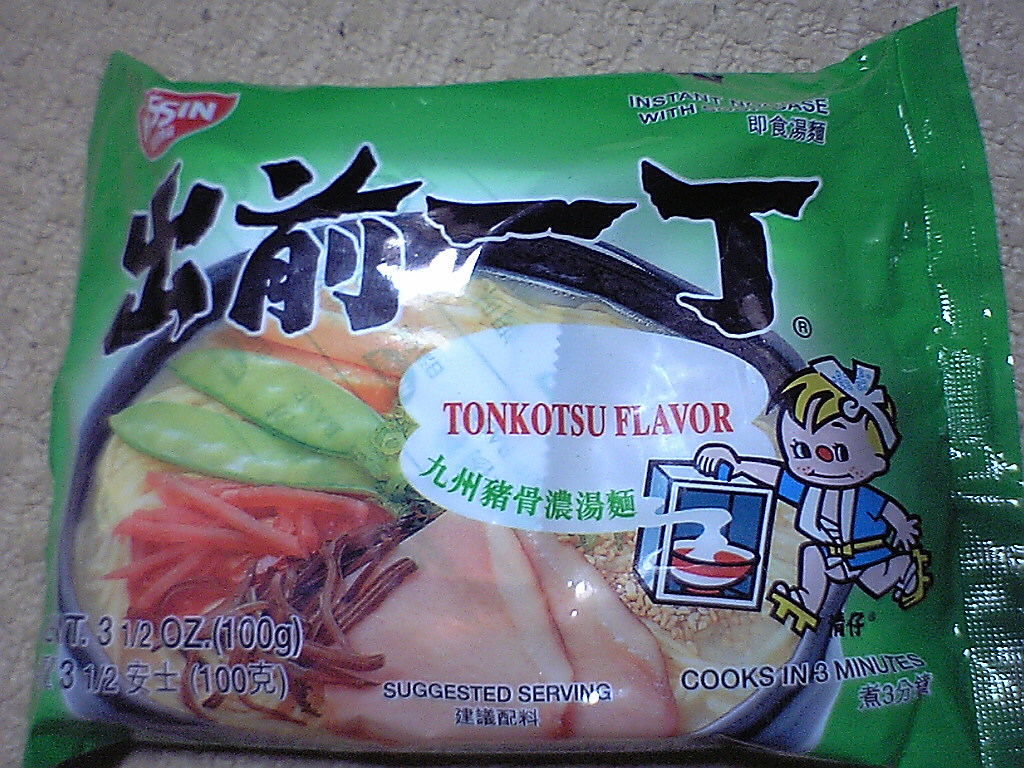 SSIN
INSTANT
WITH
即食湯麵
出前一丁®
TONKOTSU FLAVOR
九州豬骨濃湯麵
T. 3 1/2 OZ.(100g)
3 1/2 安士 (100克)
SUGGESTED SERVING
建議配料
仔®
COOKS IN 3 MINUTES
煮3分鐘